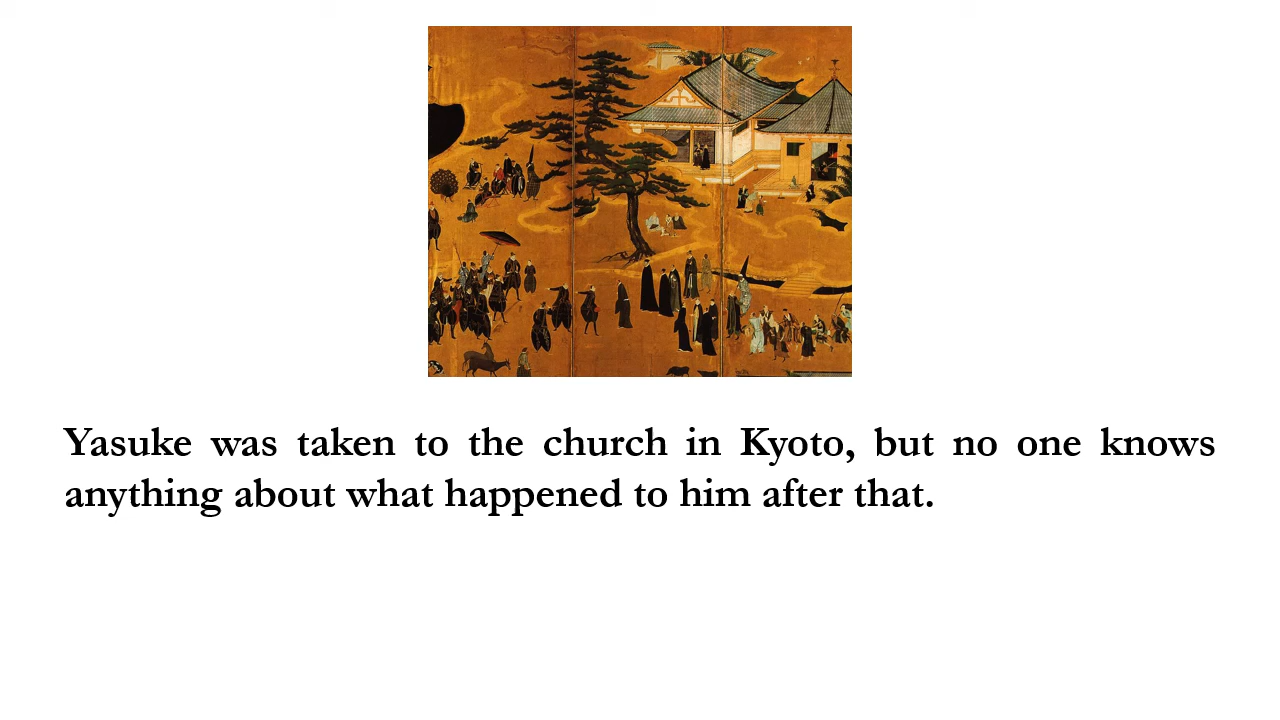 Yasuke was taken to the church in Kyoto, but no one knows
anything about what happened to him after that.